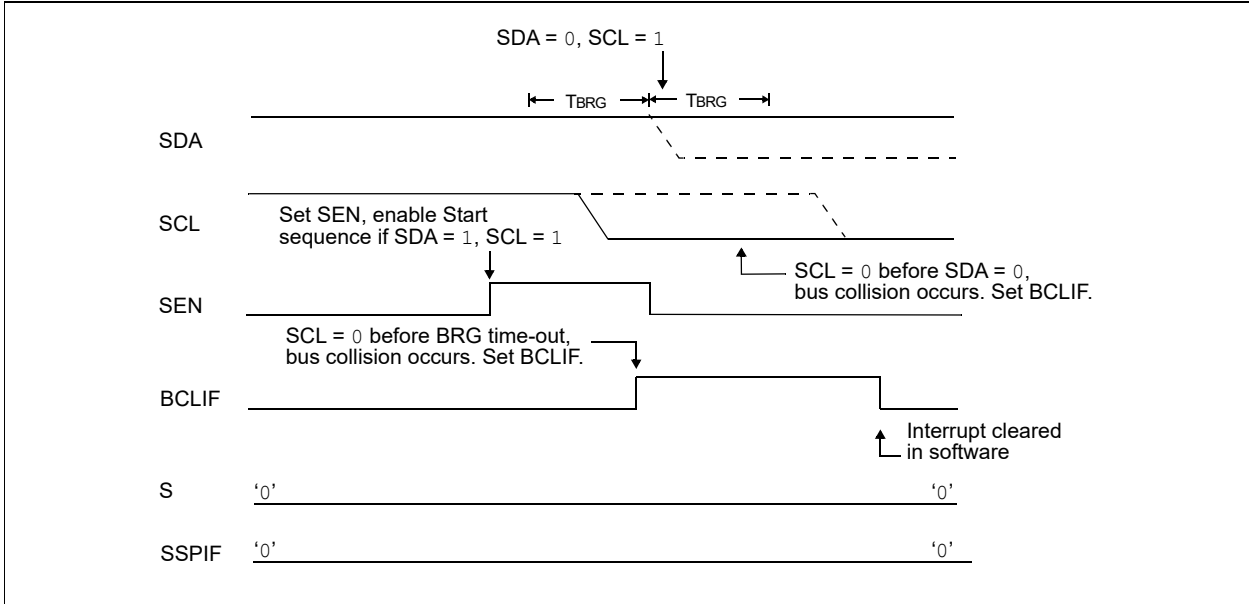 SDA = 0, SCL = 1
TBRG TBRG
SDA
SCL
Set SEN, enable Start
sequence if SDA = 1, SCL = 1
SCL = 0 before SDA = 0,
bus collision occurs. Set BCLIF.
SEN
SCL = 0 before BRG time-out,
bus collision occurs. Set BCLIF.
BCLIF
Interrupt cleared
in software
S ‘0’ ‘0’
SSPIF ‘0’ ‘0’